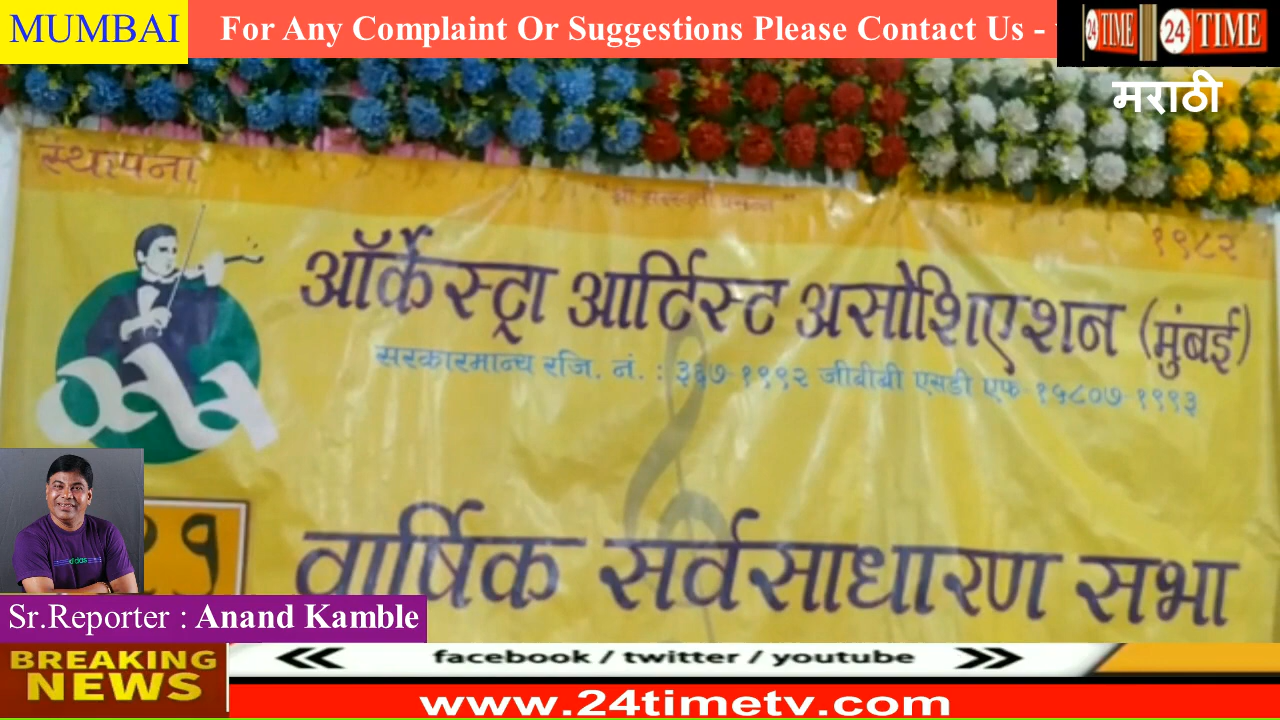 MUMBAI
For Any Complaint Or Suggestions Please Contact Us -
24 TIME 24 TIME
मराठी
स्थापना
१९८२
ऑर्केस्ट्रा आर्टिस्ट असोशिएशन (मुंबई)
सरकारमान्य रजि. नं. : ३६७-१९९२ जीबीबी एसडी एफ-१५८०७-१९९३
वार्षिक सर्वसाधारण सभा
Sr.Reporter : Anand Kamble
BREAKING
NEWS
facebook / twitter / youtube
www.24timetv.com